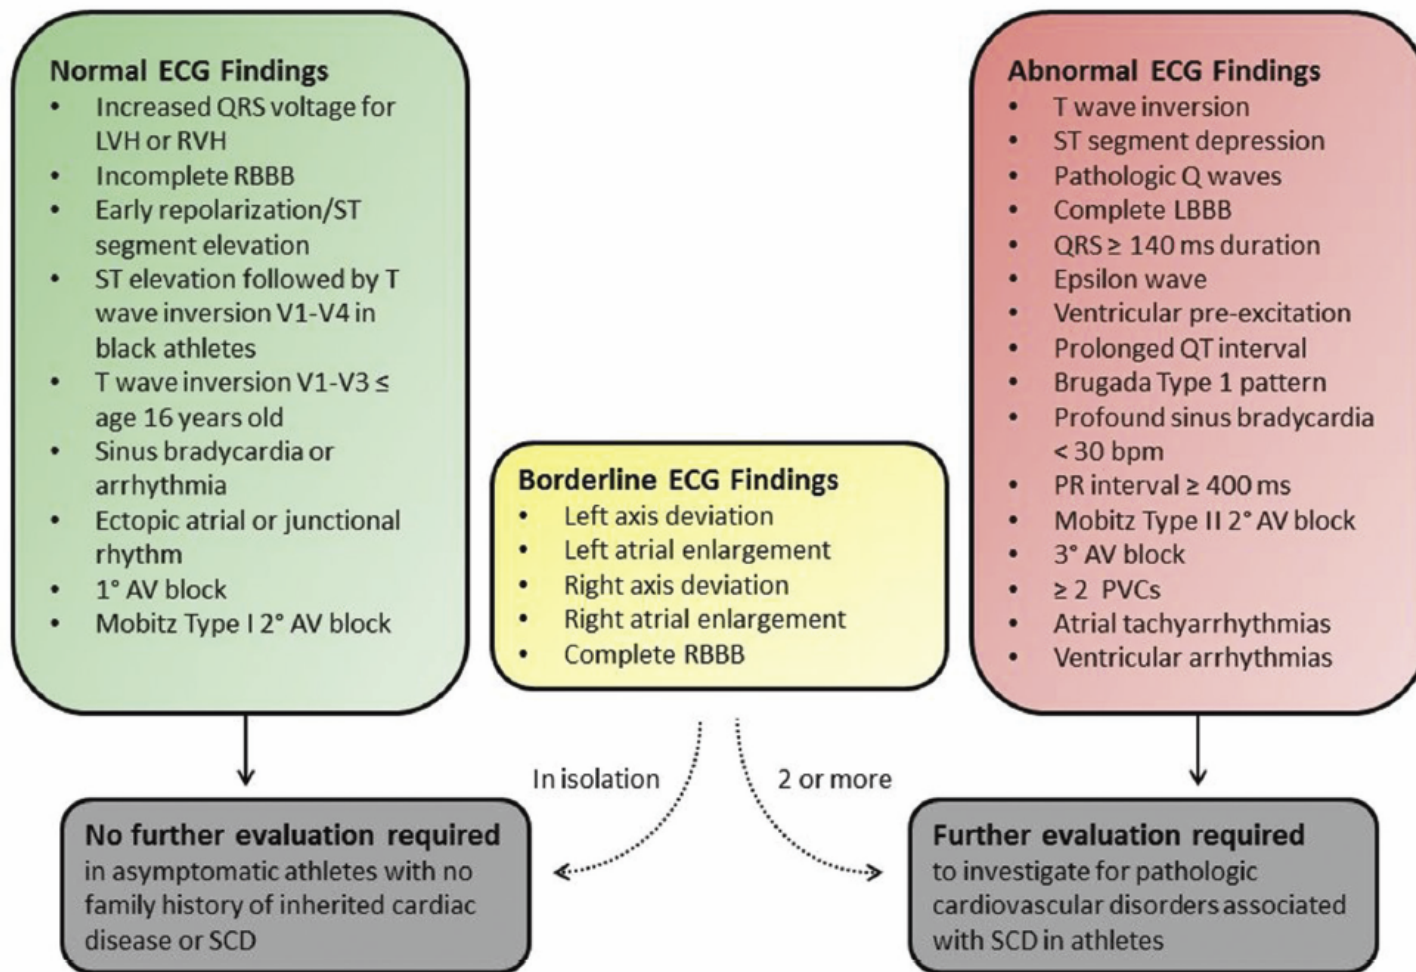 Normal ECG Findings
• Increased QRS voltage for
LVH or RVH
• Incomplete RBBB
• Early repolarization/ST
segment elevation
• ST elevation followed by T
wave inversion V1-V4 in
black athletes
• T wave inversion V1-V3 ≤
age 16 years old
• Sinus bradycardia or
arrhythmia
• Ectopic atrial or junctional
rhythm
• 1° AV block
• Mobitz Type I 2° AV block
Borderline ECG Findings
• Left axis deviation
• Left atrial enlargement
• Right axis deviation
• Right atrial enlargement
• Complete RBBB
Abnormal ECG Findings
• T wave inversion
• ST segment depression
• Pathologic Q waves
• Complete LBBB
• QRS ≥ 140 ms duration
• Epsilon wave
• Ventricular pre-excitation
• Prolonged QT interval
• Brugada Type 1 pattern
• Profound sinus bradycardia
< 30 bpm
• PR interval ≥ 400 ms
• Mobitz Type II 2° AV block
• 3° AV block
• ≥ 2 PVCs
• Atrial tachyarrhythmias
• Ventricular arrhythmias
In isolation
2 or more
No further evaluation required
in asymptomatic athletes with no
family history of inherited cardiac
disease or SCD
Further evaluation required
to investigate for pathologic
cardiovascular disorders associated
with SCD in athletes